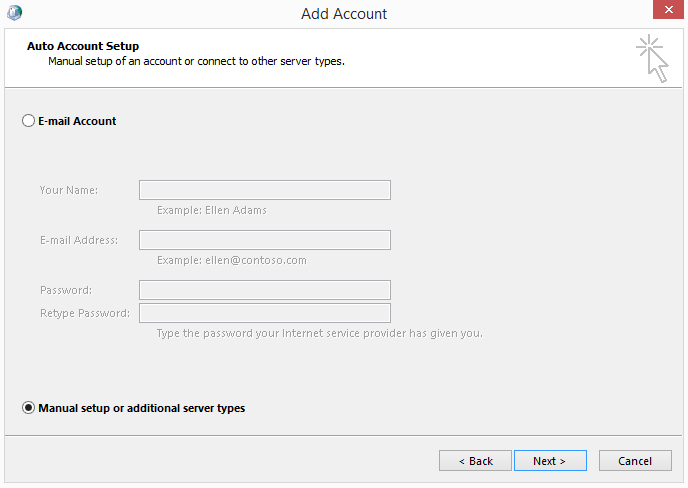 Add Account
Auto Account Setup
Manual setup of an account or connect to other server types.
E-mail Account
Your Name:
Example: Ellen Adams
E-mail Address:
Example: ellen@contoso.com
Password:
Retype Password:
Type the password your Internet service provider has given you.
Manual setup or additional server types
< Back Next > Cancel